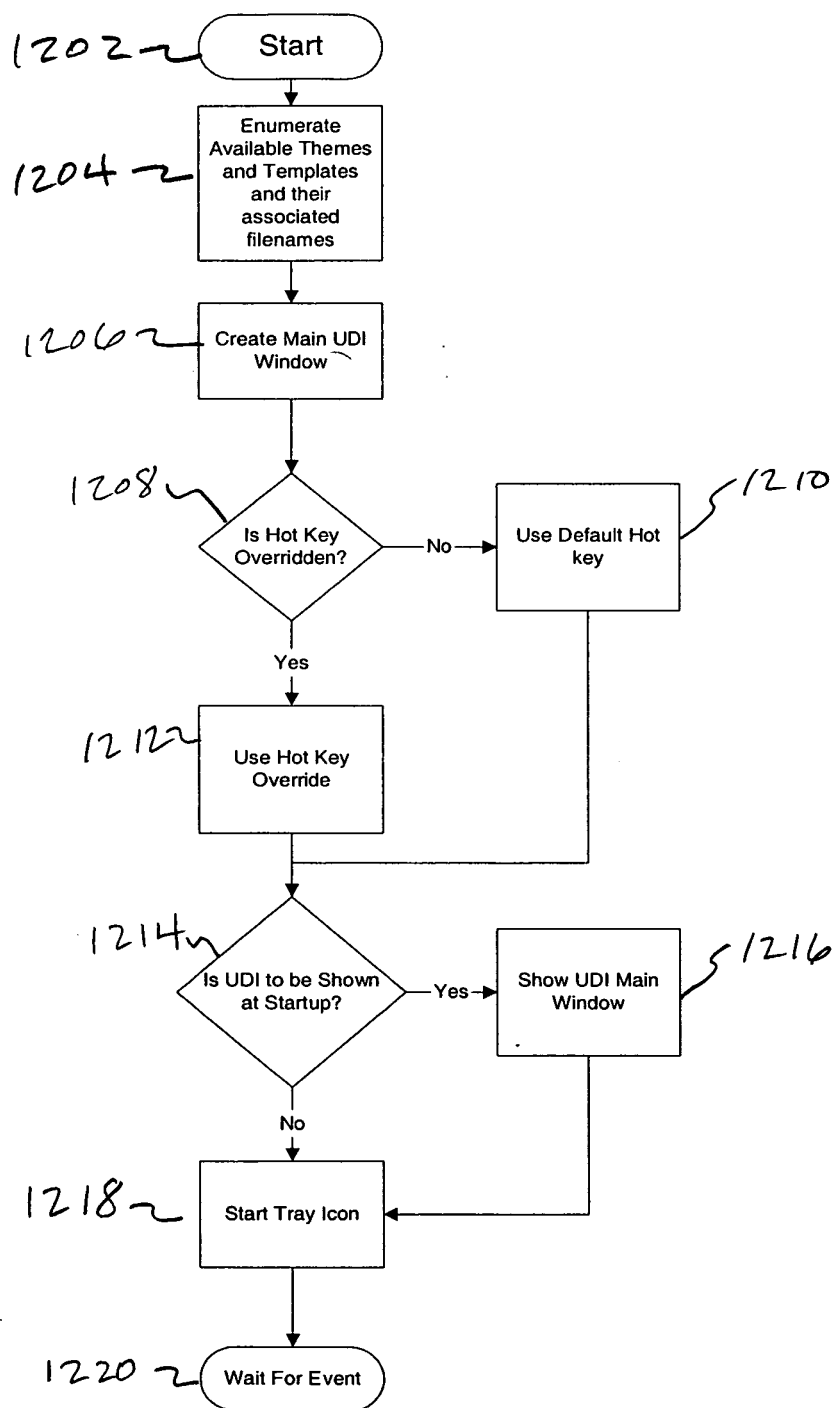 1202
Start
1204
Enumerate
Available Themes
and Templates
and their
associated
filenames
1206
Create Main UDI
Window
1208
Is Hot Key
Overridden?
No
1210
Use Default Hot
key
Yes
1212
Use Hot Key
Override
1214
Is UDI to be Shown
at Startup?
Yes
1216
Show UDI Main
Window
No
1218
Start Tray Icon
1220
Wait For Event